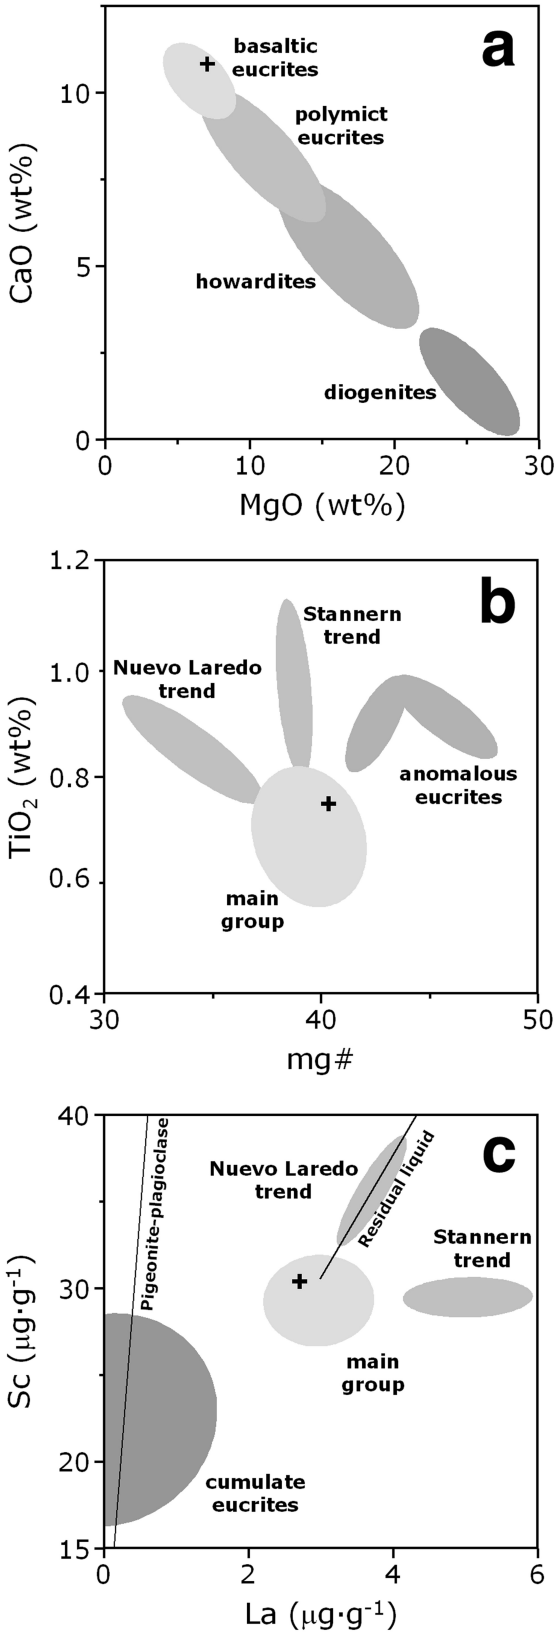 a
basaltic
eucrites
polymict
eucrites
howardites
diogenites
10
5
0
0
10
20
30
CaO (wt%)
MgO (wt%)
b
Stannern
trend
Nuevo Laredo
trend
anomalous
eucrites
main
group
1.2
1.0
0.8
0.6
0.4
30
40
50
TiO₂ (wt%)
mg#
c
Pigeonite-plagioclase
Nuevo Laredo
trend
Residual liquid
Stannern
trend
main
group
cumulate
eucrites
40
30
20
15
0
2
4
6
Sc (µg·g⁻¹)
La (µg·g⁻¹)